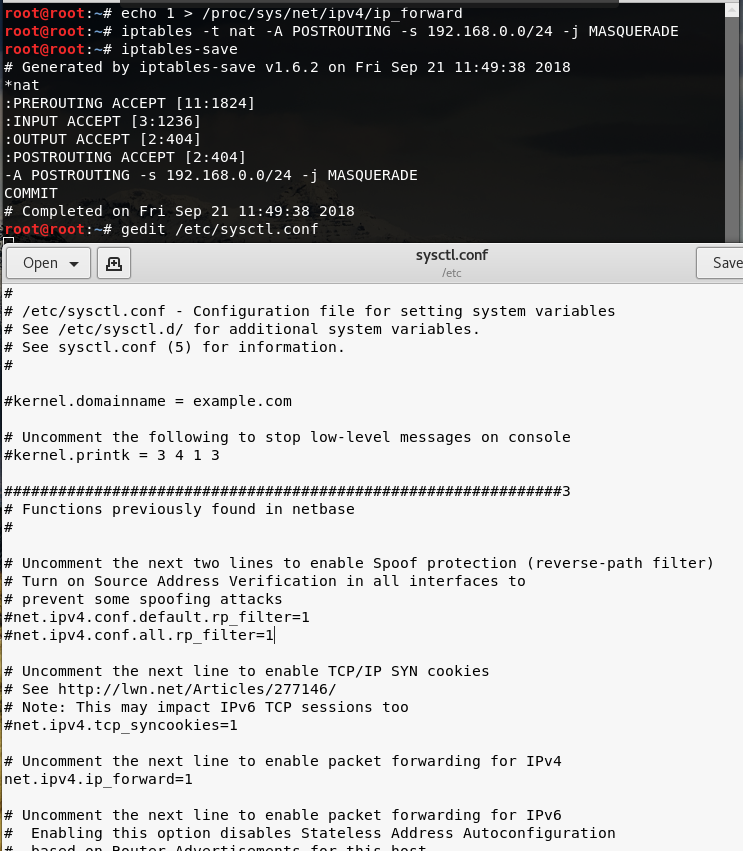 root@root:~# echo 1 > /proc/sys/net/ipv4/ip_forward
root@root:~# iptables -t nat -A POSTROUTING -s 192.168.0.0/24 -j MASQUERADE
root@root:~# iptables-save
# Generated by iptables-save v1.6.2 on Fri Sep 21 11:49:38 2018
*nat
:PREROUTING ACCEPT [11:1824]
:INPUT ACCEPT [3:1236]
:OUTPUT ACCEPT [2:404]
:POSTROUTING ACCEPT [2:404]
-A POSTROUTING -s 192.168.0.0/24 -j MASQUERADE
COMMIT
# Completed on Fri Sep 21 11:49:38 2018
root@root:~# gedit /etc/sysctl.conf
Open
sysctl.conf
/etc
Save
#
# /etc/sysctl.conf - Configuration file for setting system variables
# See /etc/sysctl.d/ for additional system variables.
# See sysctl.conf (5) for information.
#
#kernel.domainname = example.com
# Uncomment the following to stop low-level messages on console
#kernel.printk = 3 4 1 3
##############################################################3
# Functions previously found in netbase
#
# Uncomment the next two lines to enable Spoof protection (reverse-path filter)
# Turn on Source Address Verification in all interfaces to
# prevent some spoofing attacks
#net.ipv4.conf.default.rp_filter=1
#net.ipv4.conf.all.rp_filter=1
# Uncomment the next line to enable TCP/IP SYN cookies
# See http://lwn.net/Articles/277146/
# Note: This may impact IPv6 TCP sessions too
#net.ipv4.tcp_syncookies=1
# Uncomment the next line to enable packet forwarding for IPv4
net.ipv4.ip_forward=1
# Uncomment the next line to enable packet forwarding for IPv6
#  Enabling this option disables Stateless Address Autoconfiguration
#  based on Router Advertisements for this host